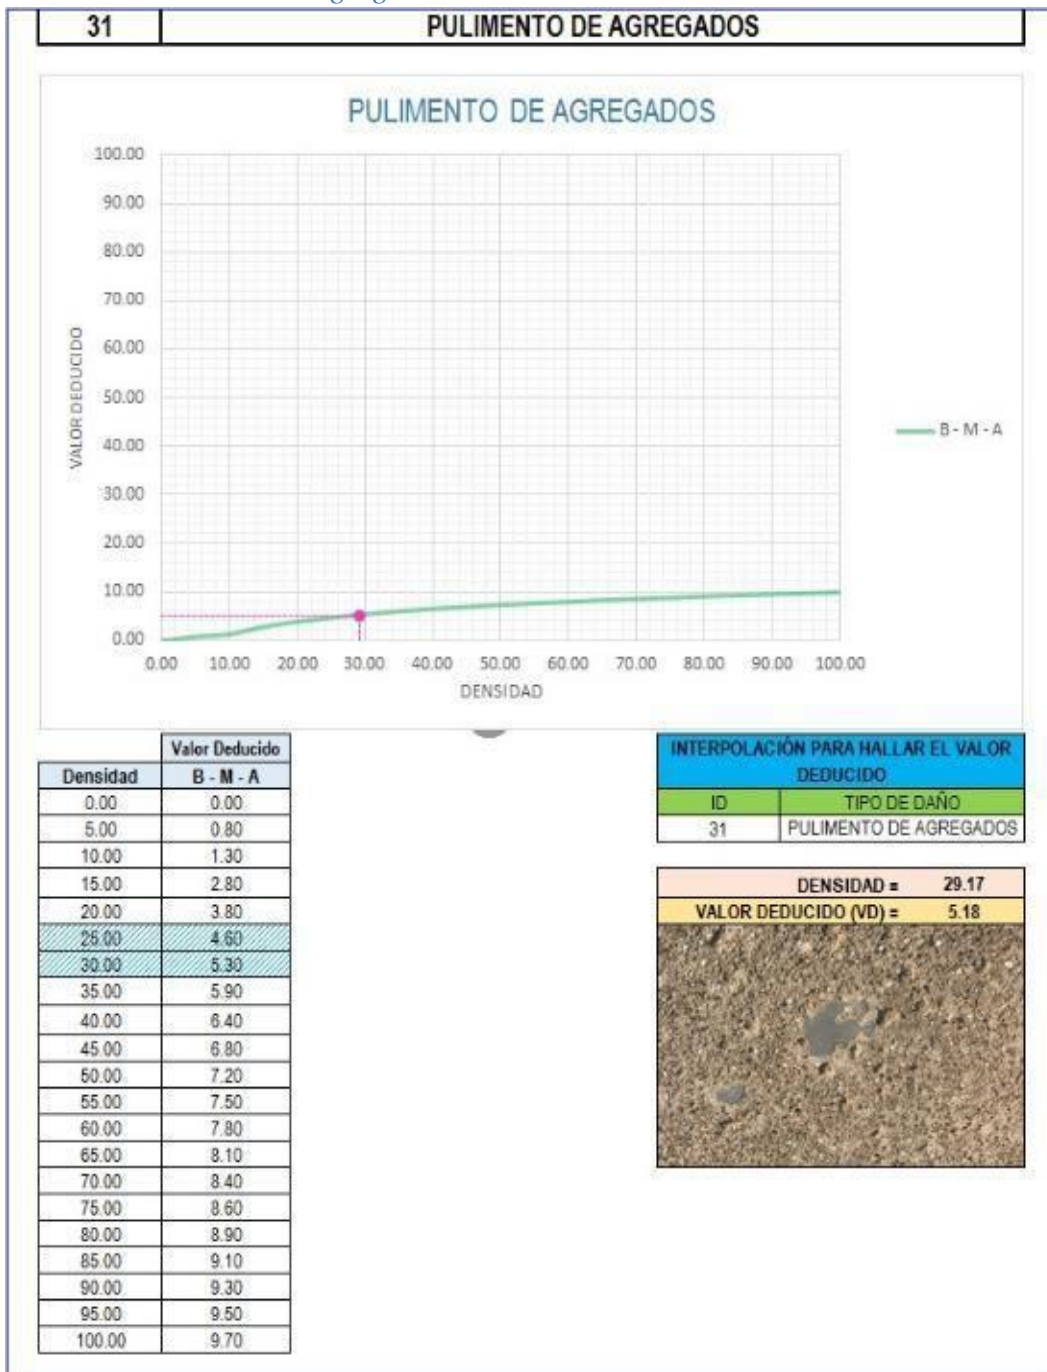 31 PULIMENTO DE AGREGADOS
PULIMENTO DE AGREGADOS
100.00
90.00
80.00
70.00
60.00
50.00
40.00
30.00
20.00
10.00
0.00
VALOR DEDUCIDO
0.00 10.00 20.00 30.00 40.00 50.00 60.00 70.00 80.00 90.00 100.00
DENSIDAD
B - M - A
Valor Deducido
Densidad B - M - A
0.00 0.00
5.00 0.80
10.00 1.30
15.00 2.80
20.00 3.80
25.00 4.60
30.00 5.30
35.00 5.90
40.00 6.40
45.00 6.80
50.00 7.20
55.00 7.50
60.00 7.80
65.00 8.10
70.00 8.40
75.00 8.60
80.00 8.90
85.00 9.10
90.00 9.30
95.00 9.50
100.00 9.70
INTERPOLACIÓN PARA HALLAR EL VALOR
DEDUCIDO
ID TIPO DE DAÑO
31 PULIMENTO DE AGREGADOS
DENSIDAD = 29.17
VALOR DEDUCIDO (VD) = 5.18